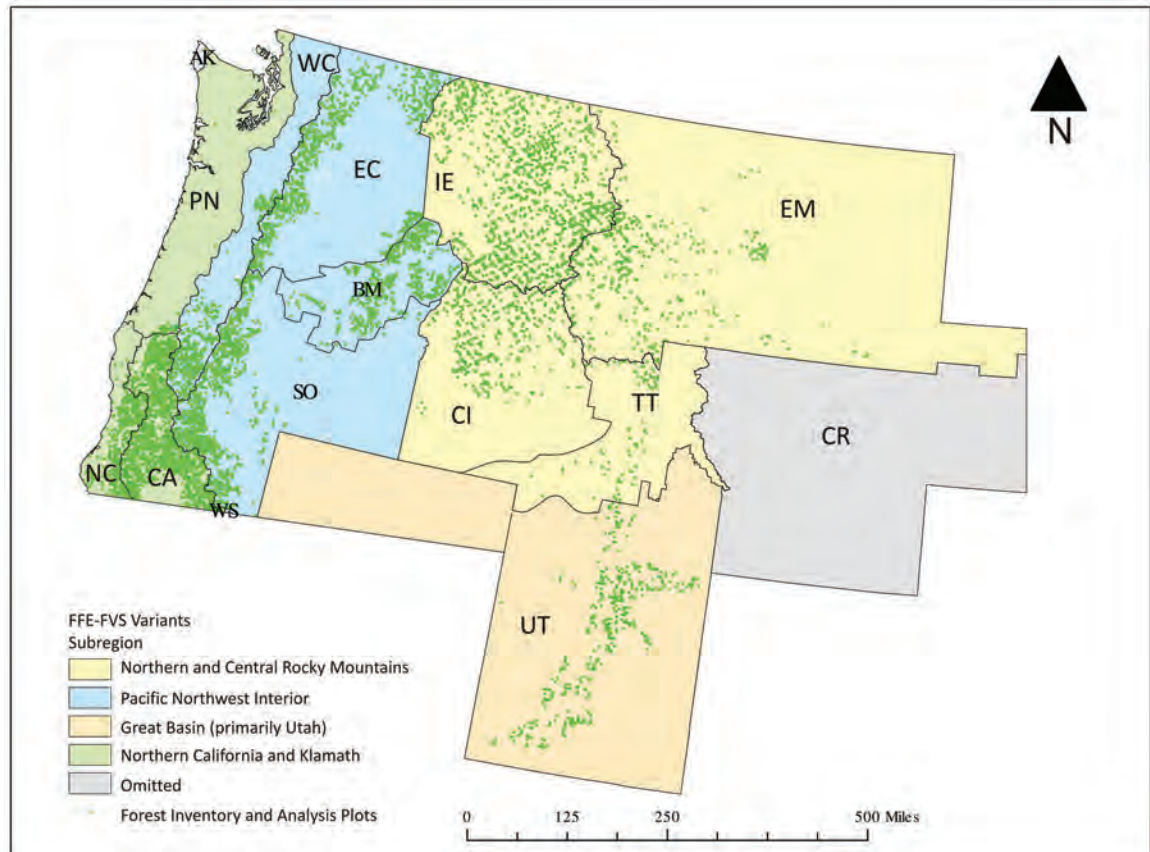 AK
WC
N
EC
IE
PN
EM
BM
SO
TT
CI
CR
NC
CA
WS
UT
FFE-FVS Variants
Subregion
Northern and Central Rocky Mountains
Pacific Northwest Interior
Great Basin (primarily Utah)
Northern California and Klamath
Omitted
Forest Inventory and Analysis Plots
0 125 250 500 Miles